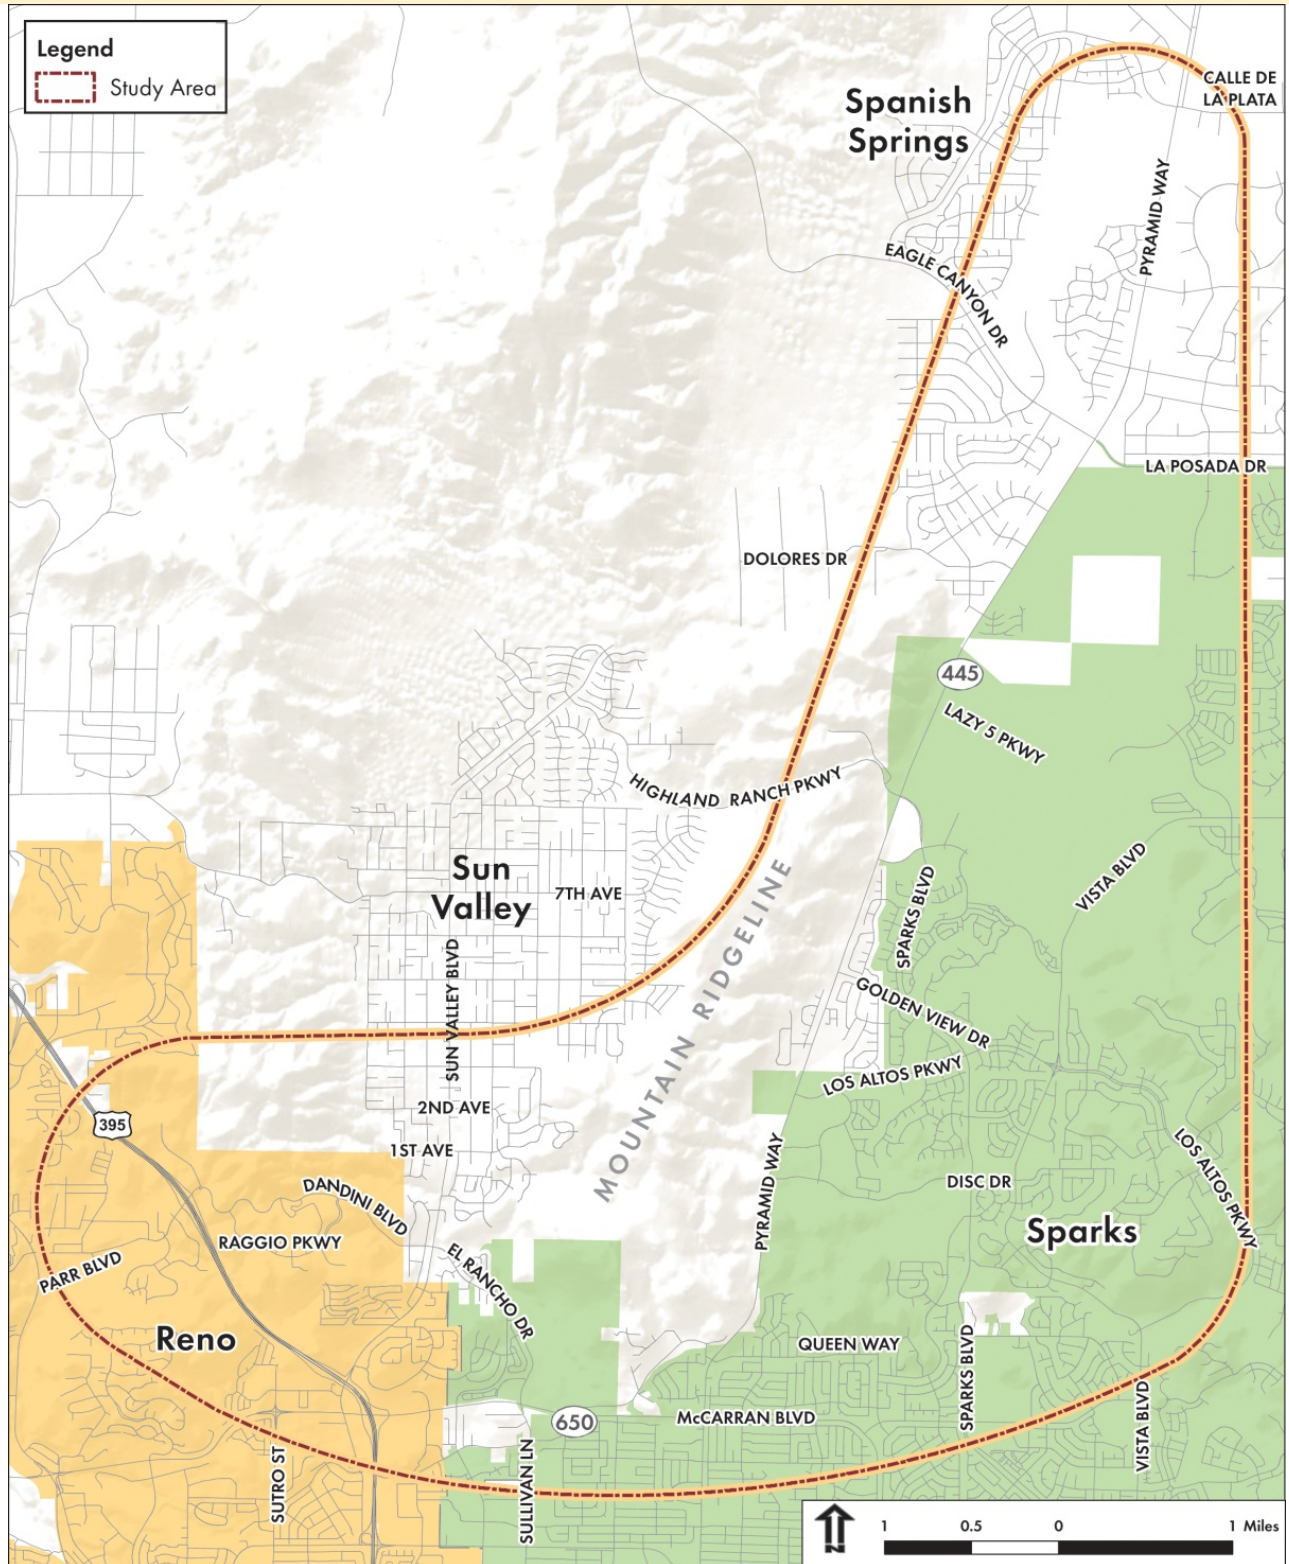 Legend
Study Area
CALLE DE
LA PLATA
Spanish
Springs
PYRAMID WAY
EAGLE CANYON DR
LA POSADA DR
DOLORES DR
445
LAZY 5 PKWY
HIGHLAND RANCH PKWY
Sun
Valley
7TH AVE
VISTA BLVD
SPARKS BLVD
MOUNTAIN RIDGELINE
SUN VALLEY BLVD
GOLDEN VIEW DR
LOS ALTOS PKWY
2ND AVE
395
1ST AVE
PYRAMID WAY
LOS ALTOS PKWY
DISC DR
DANDINI BLVD
Sparks
RAGGIO PKWY
PARR BLVD
EL RANCHO DR
Reno
QUEEN WAY
SPARKS BLVD
McCARRAN BLVD
650
VISTA BLVD
SUTRO ST
SULLIVAN LN
1 0.5 0 1 Miles